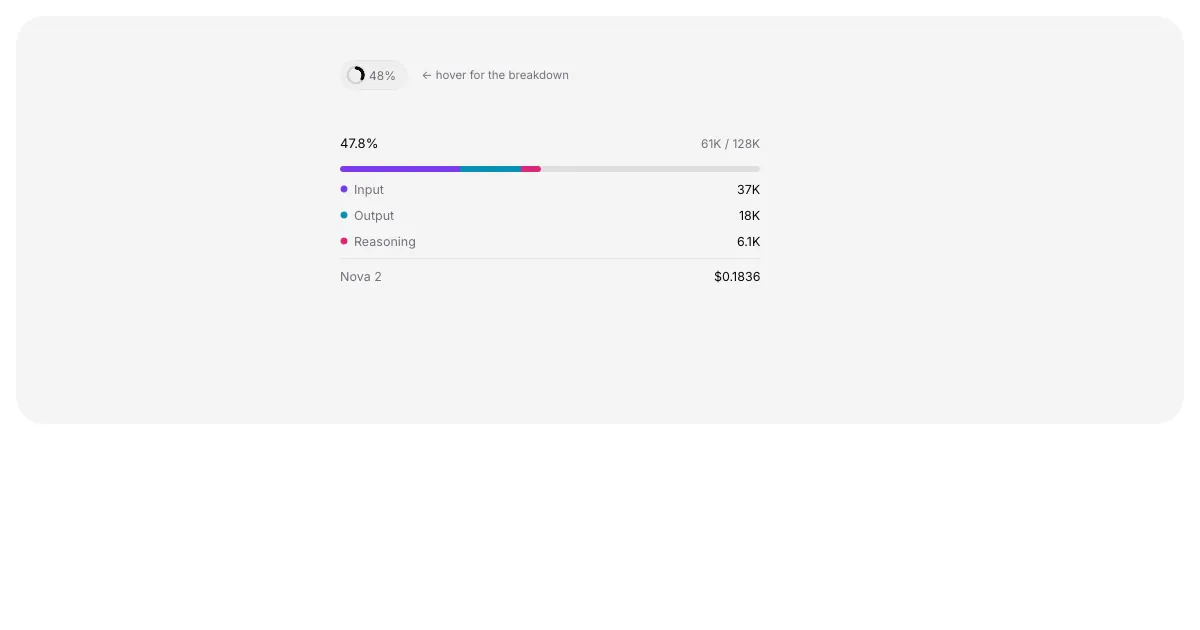 48% ← hover for the breakdown
47.8% 61K / 128K
Input 37K
Output 18K
Reasoning 6.1K
Nova 2 $0.1836